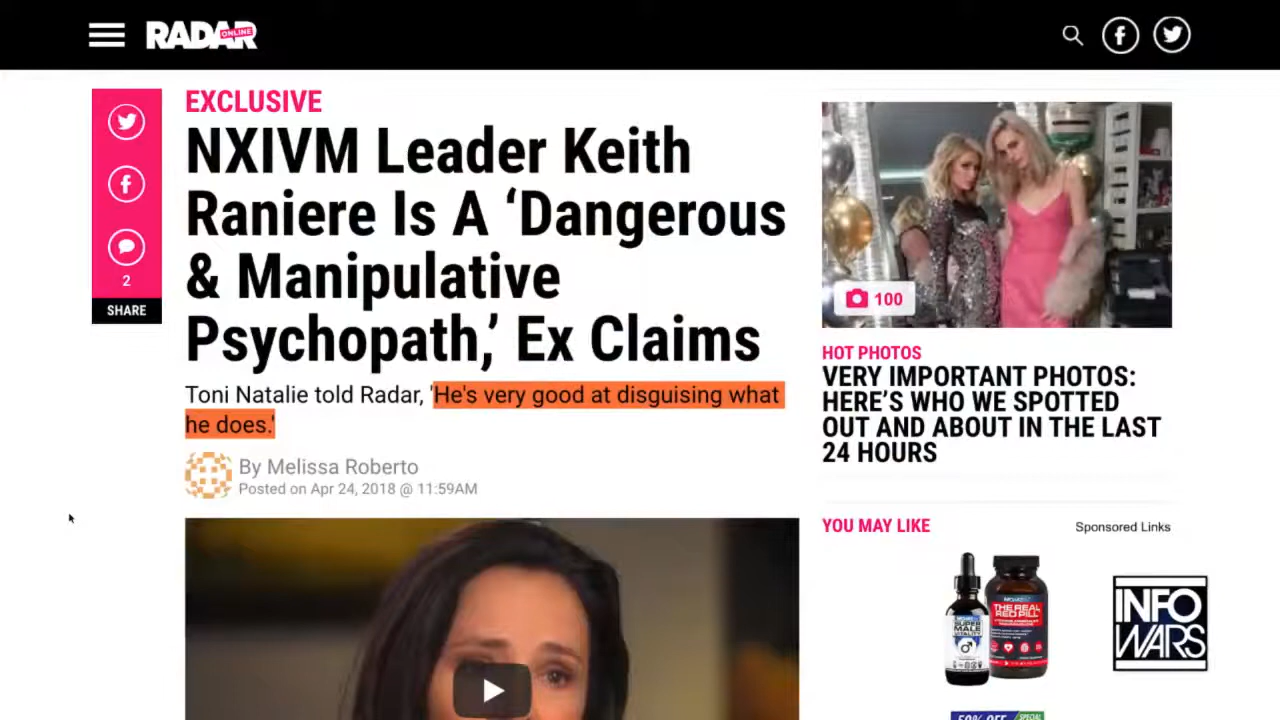 RADAR ONLINE
EXCLUSIVE
NXIVM Leader Keith
Raniere Is A ‘Dangerous
& Manipulative
Psychopath,’ Ex Claims
Toni Natalie told Radar, 'He's very good at disguising what
he does.'
By Melissa Roberto
Posted on Apr 24, 2018 @ 11:59AM
2
SHARE
100
HOT PHOTOS
VERY IMPORTANT PHOTOS:
HERE’S WHO WE SPOTTED
OUT AND ABOUT IN THE LAST
24 HOURS
YOU MAY LIKE
Sponsored Links
SUPER
MALE
VITALITY
THE REAL
RED PILL
INFO
WARS
50% OFF
SPECIAL